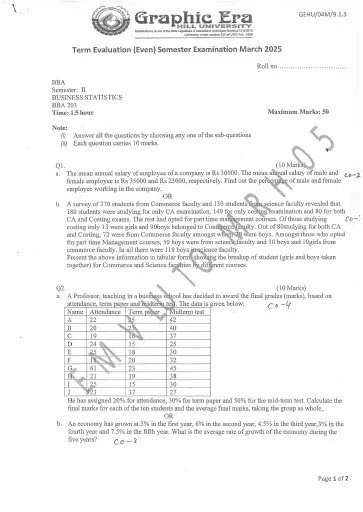 GEHU/04M/9.1.3
Graphic Era
HILL UNIVERSITY
Term Evaluation (Even) Semester Examination March 2025
Roll no.............................
BBA
Semester: II
BUSINESS STATISTICS
BBA 203
Time: 1.5 hour Maximum Marks: 50
Note:
(i) Answer all the questions by choosing any one of the sub-questions
(ii) Each question carries 10 marks.
Q1. (10 Marks)
a. The mean annual salary of employee of a company is Rs 30000. The mean annual salary of male and CO-2
female employee is Rs 35000 and Rs 23000, respectively. Find out the percentage of male and female
employee working in the company.
OR
b. A survey of 370 students from Commerce faculty and 130 students from science faculty revealed that
180 students were studying for only CA examination, 140 for only costing examination and 80 for both
CA and Costing exams. The rest had opted for part time management courses. Of those studying
costing only 13 were girls and 90boys belonged to Commerce faculty. Out of 80studying for both CA
and Costing, 72 were from Commerce faculty amongst whom were boys. Amongst those who opted
for part time Management courses, 50 boys were from science faculty and 30 boys and 10girls from
commerce faculty. In all there were 110 boys in science faculty.
Present the above information in tabular form showing the breakup of student (girls and boys taken
together) for Commerce and Science faculties by different courses.
Q2. (10 Marks)
a. A Professor, teaching in a business school has decided to award the final grades (marks), based on CO-4
attendance, term paper and midterm test. The data is given below:
Name Attendance Term paper Midterm test
A 22 25 42
B 20 40
C 19 16 37
D 24 15 25
E 25 18 30
F 20 32
G 61 23 45
H 21 19 38
I 25 15 30
J 23 17 27
He has assigned 20% for attendance, 30% for term paper and 50% for the mid-term test. Calculate the
final marks for each of the ten students and the average final marks, taking the group as whole.
OR
b. An economy has grown at 5% in the first year, 6% in the second year, 4.5% in the third year,3% in the
fourth year and 7.5% in the fifth year. What is the average rate of growth of the economy during the
five years? CO-3
Page 1 of 2